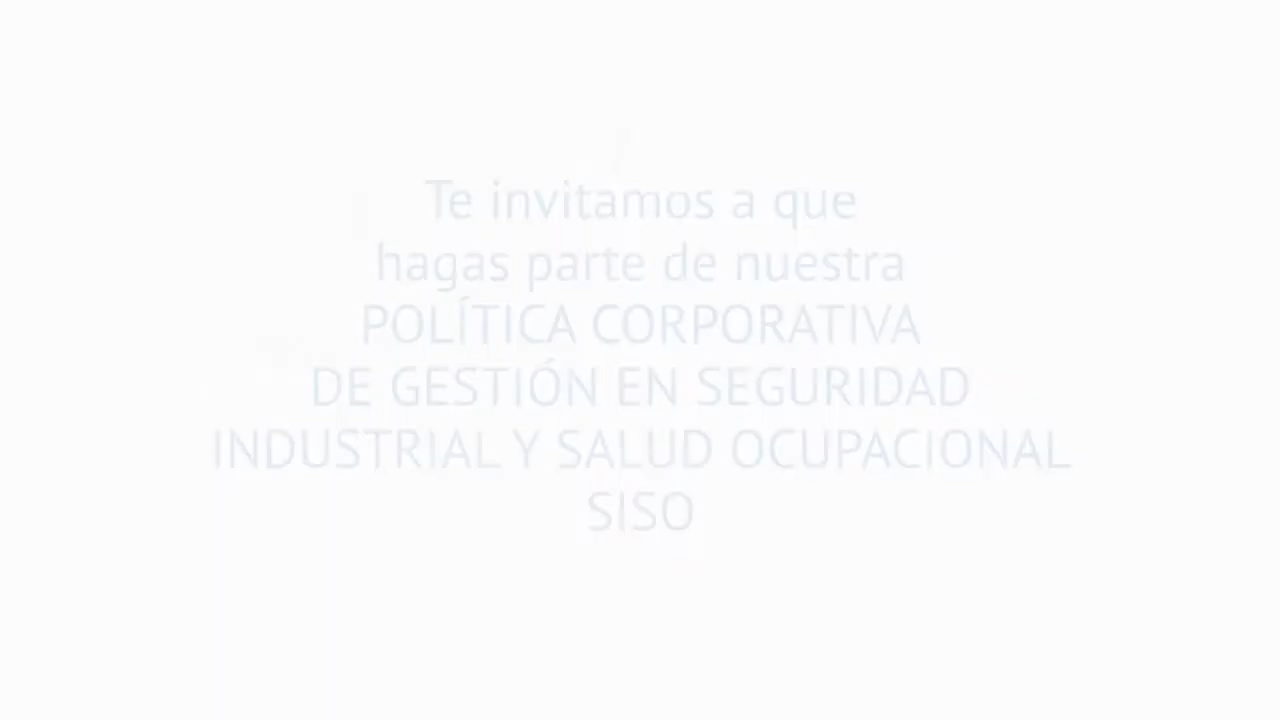 Te invitamos a que
hagas parte de nuestra
POLÍTICA CORPORATIVA
DE GESTIÓN EN SEGURIDAD
INDUSTRIAL Y SALUD OCUPACIONAL
SISO